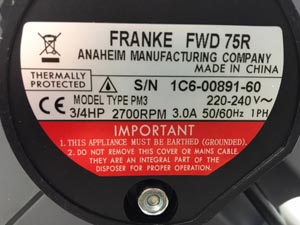 FRANKE FWD 75R
ANAHEIM MANUFACTURING COMPANY
MADE IN CHINA
THERMALLY
PROTECTED
S/N 1C6-00891-60
CE MODEL TYPE PM3 220-240V~
3/4HP 2700RPM 3.0A 50/60Hz 1PH
IMPORTANT
1. THIS APPLIANCE MUST BE EARTHED (GROUNDED).
2. DO NOT REMOVE THIS COVER OR MAINS CABLE.
THEY ARE AN INTEGRAL PART OF THE
DISPOSER FOR PROPER OPERATION.